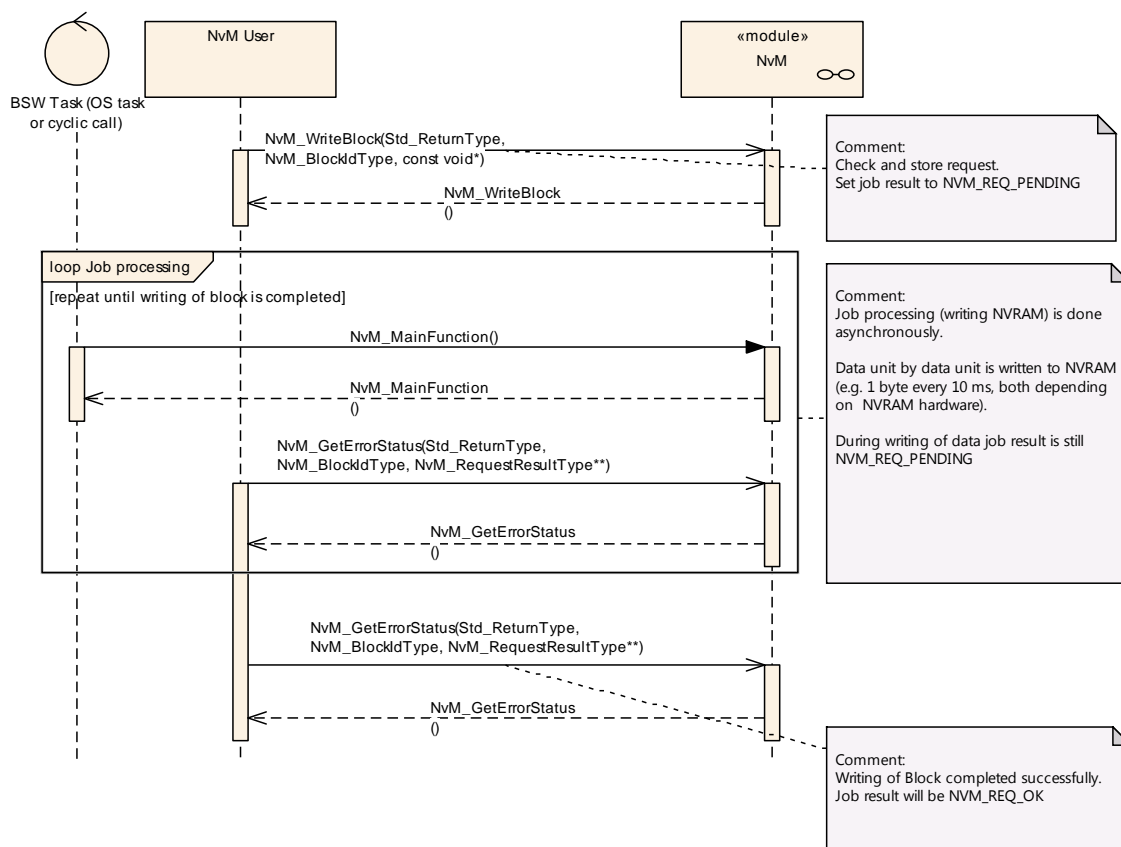 NvM User
«module»
NvM
BSW Task (OS task
or cyclic call)
NvM_WriteBlock(Std_ReturnType,
NvM_BlockIdType, const void*)
Comment:
Check and store request.
Set job result to NVM_REQ_PENDING
NvM_WriteBlock
()
loop Job processing
[repeat until writing of block is completed]
Comment:
Job processing (writing NVRAM) is done
asynchronously.
Data unit by data unit is written to NVRAM
(e.g. 1 byte every 10 ms, both depending
on NVRAM hardware).
During writing of data job result is still
NVM_REQ_PENDING
NvM_MainFunction()
NvM_MainFunction
()
NvM_GetErrorStatus(Std_ReturnType,
NvM_BlockIdType, NvM_RequestResultType**)
NvM_GetErrorStatus
()
NvM_GetErrorStatus(Std_ReturnType,
NvM_BlockIdType, NvM_RequestResultType**)
NvM_GetErrorStatus
()
Comment:
Writing of Block completed successfully.
Job result will be NVM_REQ_OK